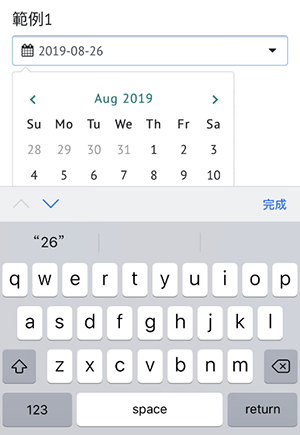 範例1
2019-08-26
Aug 2019
Su Mo Tu We Th Fr Sa
28 29 30 31 1 2 3
4 5 6 7 8 9 10
完成
“26”
q w e r t y u i o p
a s d f g h j k l
z x c v b n m
123 space return